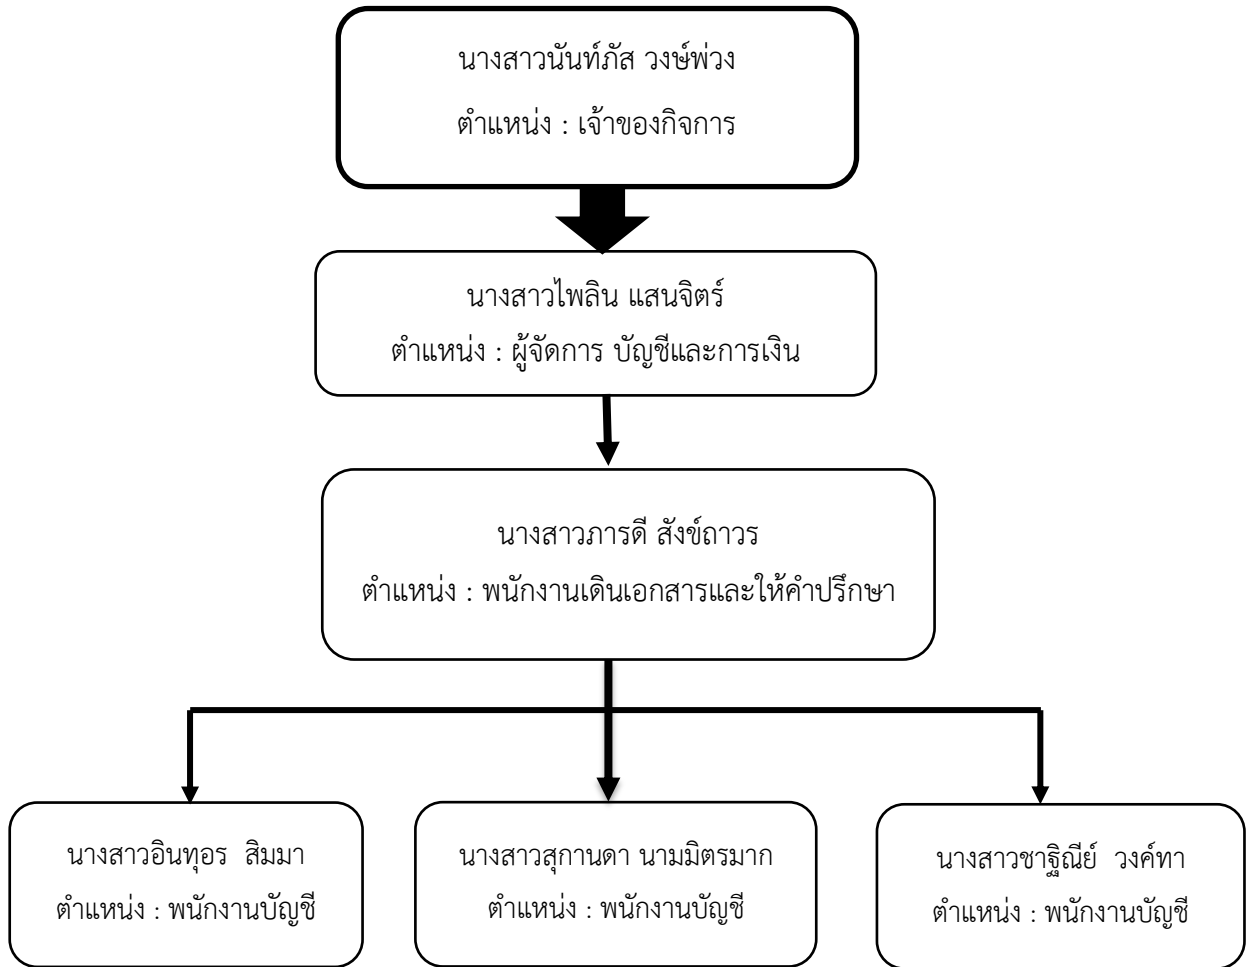 นางสาวนันท์ภัส วงษ์พ่วง
ตำแหน่ง : เจ้าของกิจการ
นางสาวไพลิน แสนจิตร์
ตำแหน่ง : ผู้จัดการ บัญชีและการเงิน
นางสาวภารดี สังข์ถาวร
ตำแหน่ง : พนักงานเดินเอกสารและให้คำปรึกษา
นางสาวอินทุอร สิมมา
ตำแหน่ง : พนักงานบัญชี
นางสาวสุกานดา นามมิตรมาก
ตำแหน่ง : พนักงานบัญชี
นางสาวชาฐิณีย์ วงค์ทา
ตำแหน่ง : พนักงานบัญชี